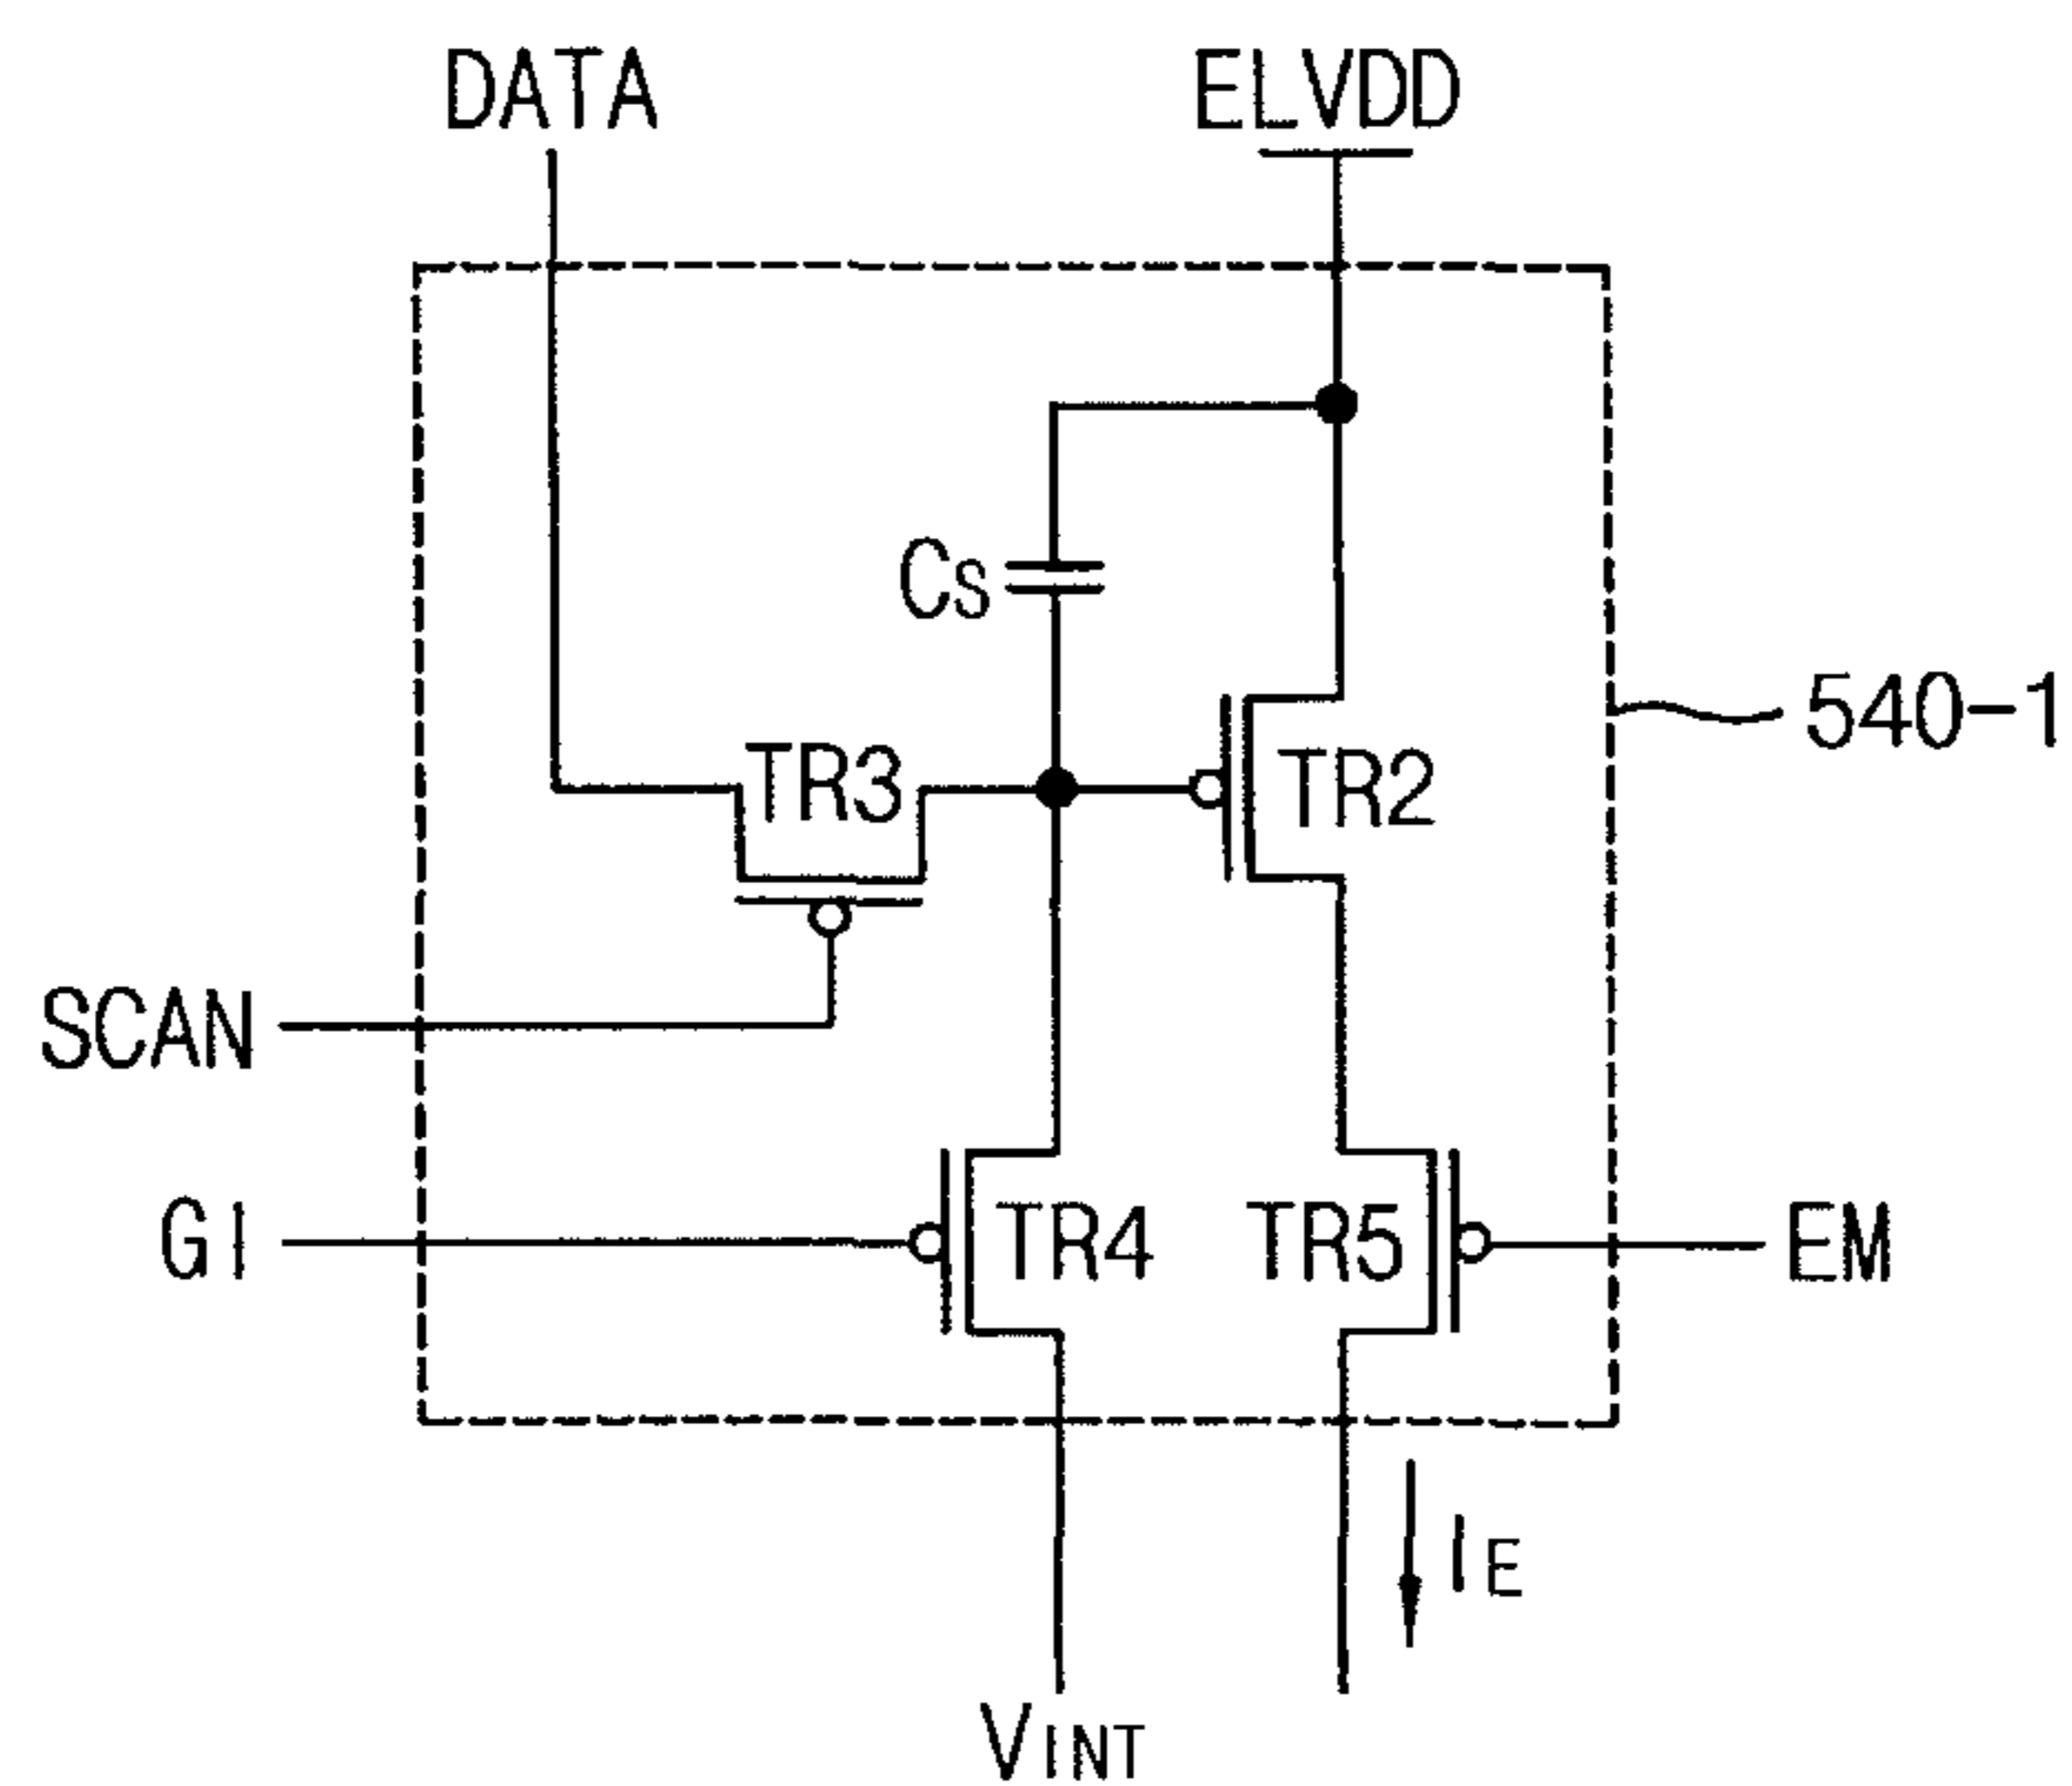 DATA ELVDD
Cs
540-1
TR3 TR2
SCAN
GI TR4 TR5 EM
IE
VINT